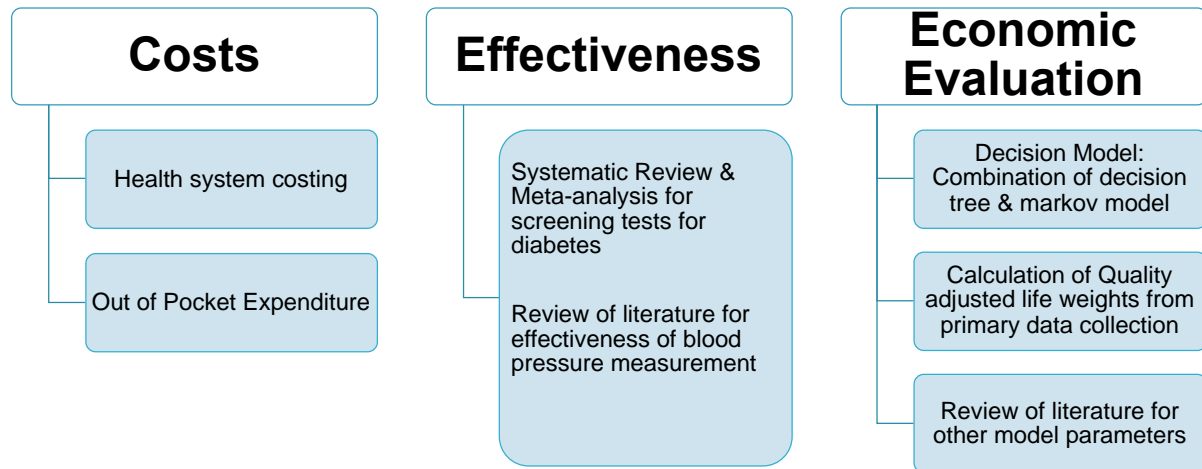 Costs
Health system costing
Out of Pocket Expenditure
Effectiveness
Systematic Review &
Meta-analysis for
screening tests for
diabetes
Review of literature for
effectiveness of blood
pressure measurement
Economic
Evaluation
Decision Model:
Combination of decision
tree & markov model
Calculation of Quality
adjusted life weights from
primary data collection
Review of literature for
other model parameters